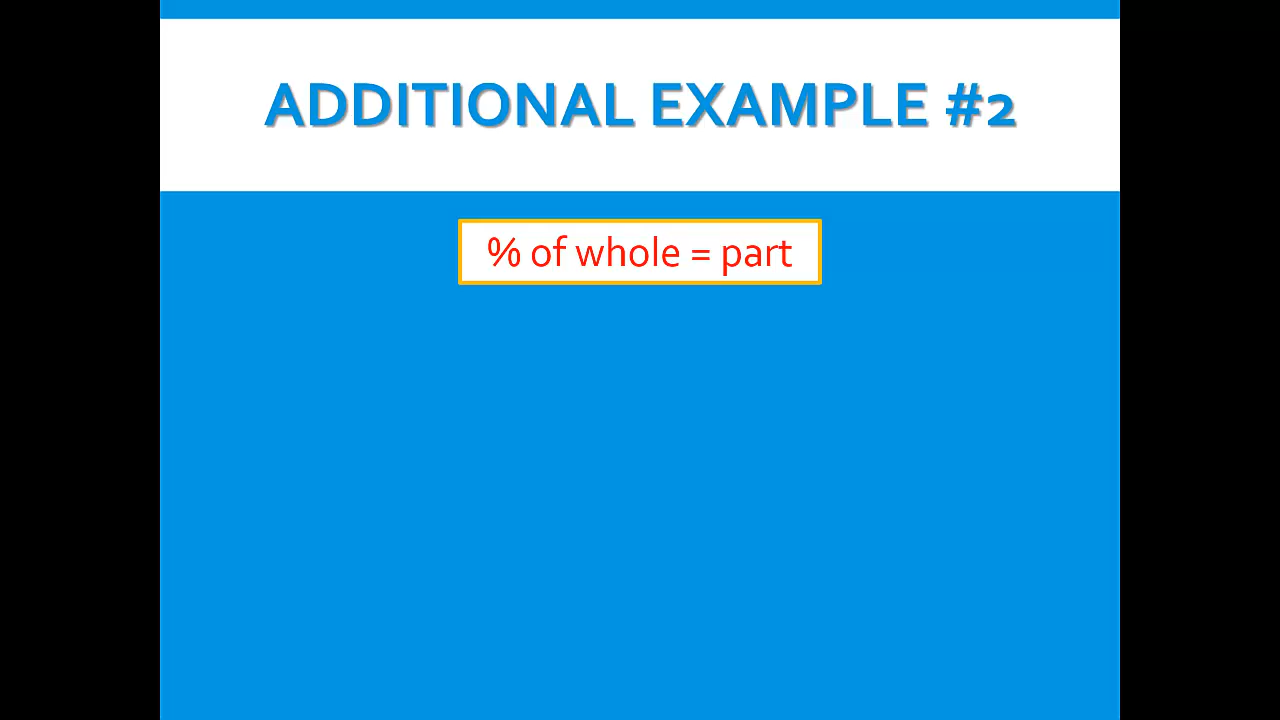 ADDITIONAL EXAMPLE #2
% of whole = part